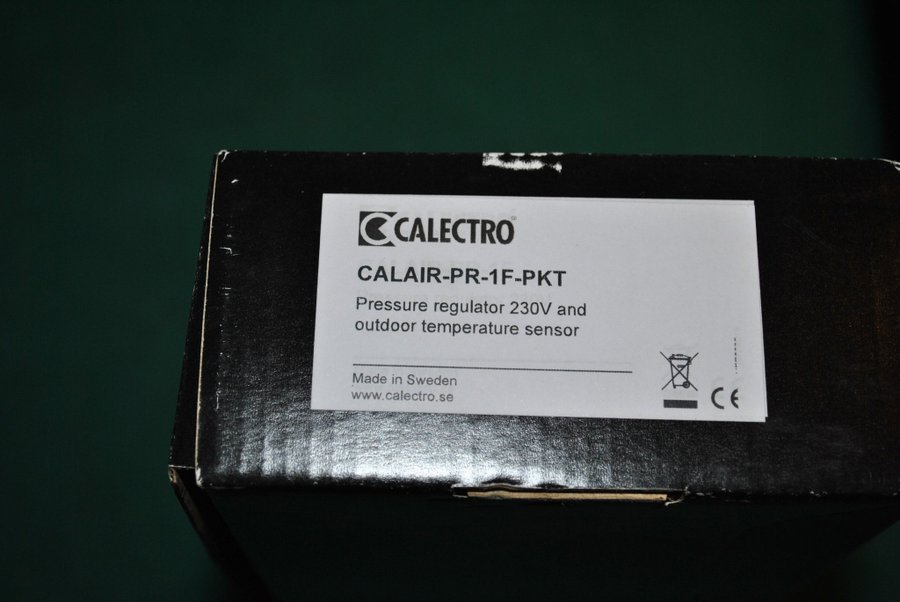 CALECTRO
CALAIR-PR-1F-PKT
Pressure regulator 230V and
outdoor temperature sensor
Made in Sweden
www.calectro.se
CE